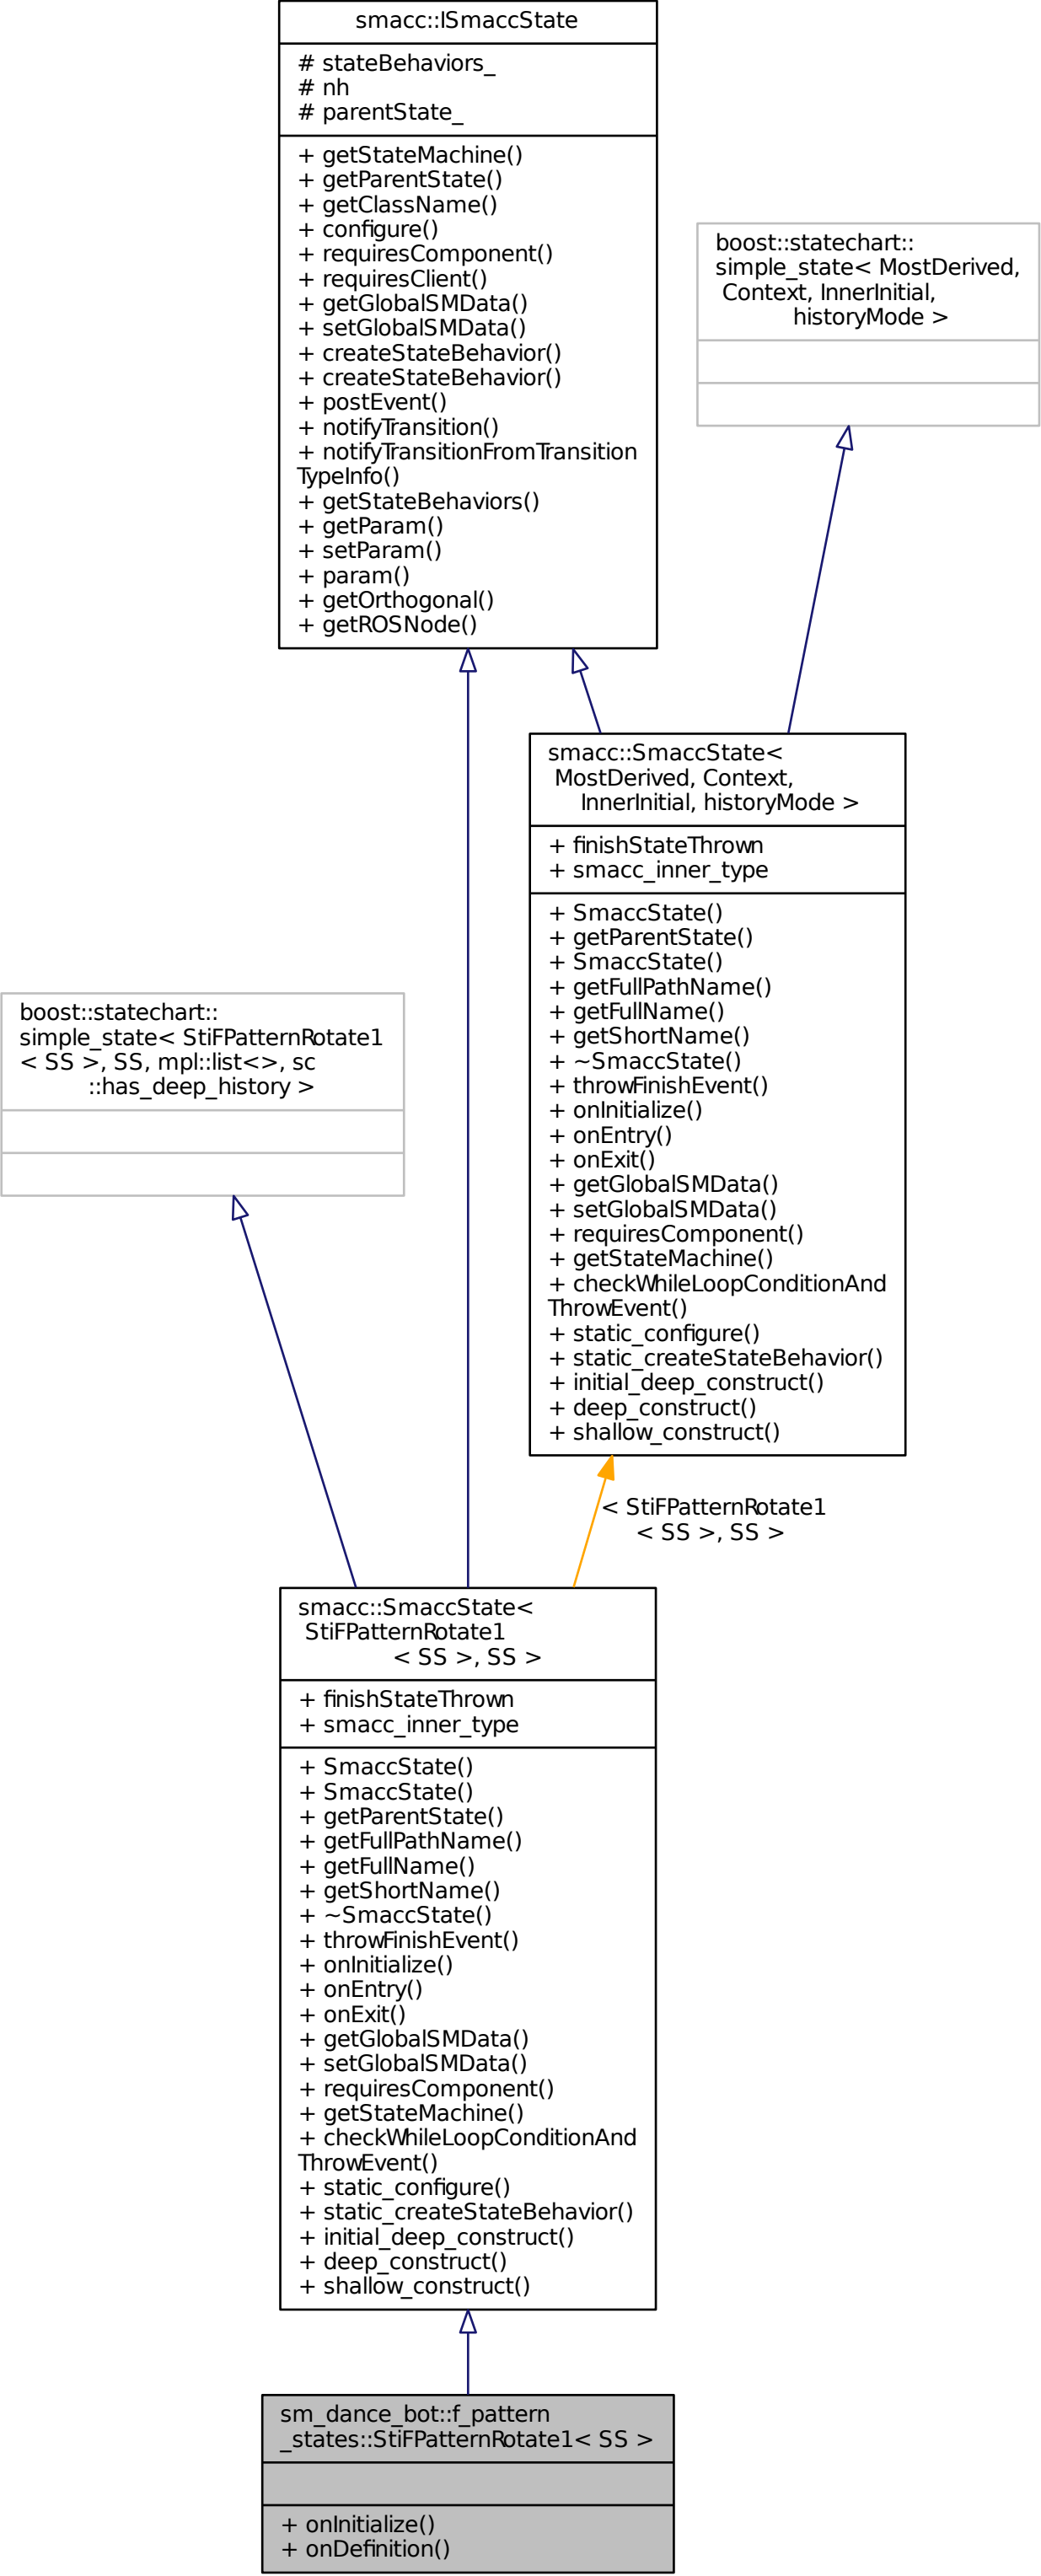 smacc::ISmaccState
# stateBehaviors_
# nh
# parentState_
+ getStateMachine()
+ getParentState()
+ getClassName()
+ configure()
+ requiresComponent()
+ requiresClient()
+ getGlobalSMData()
+ setGlobalSMData()
+ createStateBehavior()
+ createStateBehavior()
+ postEvent()
+ notifyTransition()
+ notifyTransitionFromTransition
TypeInfo()
+ getStateBehaviors()
+ getParam()
+ setParam()
+ param()
+ getOrthogonal()
+ getROSNode()
boost::statechart::
simple_state< MostDerived,
Context, InnerInitial,
historyMode >
smacc::SmaccState<
MostDerived, Context,
InnerInitial, historyMode >
+ finishStateThrown
+ smacc_inner_type
+ SmaccState()
+ getParentState()
+ SmaccState()
+ getFullPathName()
+ getFullName()
+ getShortName()
+ ~SmaccState()
+ throwFinishEvent()
+ onInitialize()
+ onEntry()
+ onExit()
+ getGlobalSMData()
+ setGlobalSMData()
+ requiresComponent()
+ getStateMachine()
+ checkWhileLoopConditionAnd
ThrowEvent()
+ static_configure()
+ static_createStateBehavior()
+ initial_deep_construct()
+ deep_construct()
+ shallow_construct()
boost::statechart::
simple_state< StiFPatternRotate1
< SS >, SS, mpl::list<>, sc
::has_deep_history >
< StiFPatternRotate1
< SS >, SS >
smacc::SmaccState<
StiFPatternRotate1
< SS >, SS >
+ finishStateThrown
+ smacc_inner_type
+ SmaccState()
+ SmaccState()
+ getParentState()
+ getFullPathName()
+ getFullName()
+ getShortName()
+ ~SmaccState()
+ throwFinishEvent()
+ onInitialize()
+ onEntry()
+ onExit()
+ getGlobalSMData()
+ setGlobalSMData()
+ requiresComponent()
+ getStateMachine()
+ checkWhileLoopConditionAnd
ThrowEvent()
+ static_configure()
+ static_createStateBehavior()
+ initial_deep_construct()
+ deep_construct()
+ shallow_construct()
sm_dance_bot::f_pattern
_states::StiFPatternRotate1< SS >
+ onInitialize()
+ onDefinition()